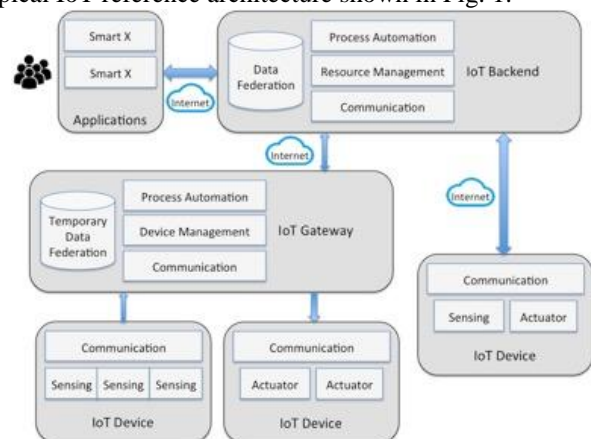 pical IoT reference architecture shown in Fig. 1.
Smart X
Smart X
Applications
Internet
Data
Federation
Process Automation
Resource Management
Communication
IoT Backend
Internet
Internet
Temporary
Data
Federation
Process Automation
Device Management
Communication
IoT Gateway
Communication
Sensing
Actuator
IoT Device
Communication
Sensing
Sensing
Sensing
IoT Device
Communication
Actuator
Actuator
IoT Device